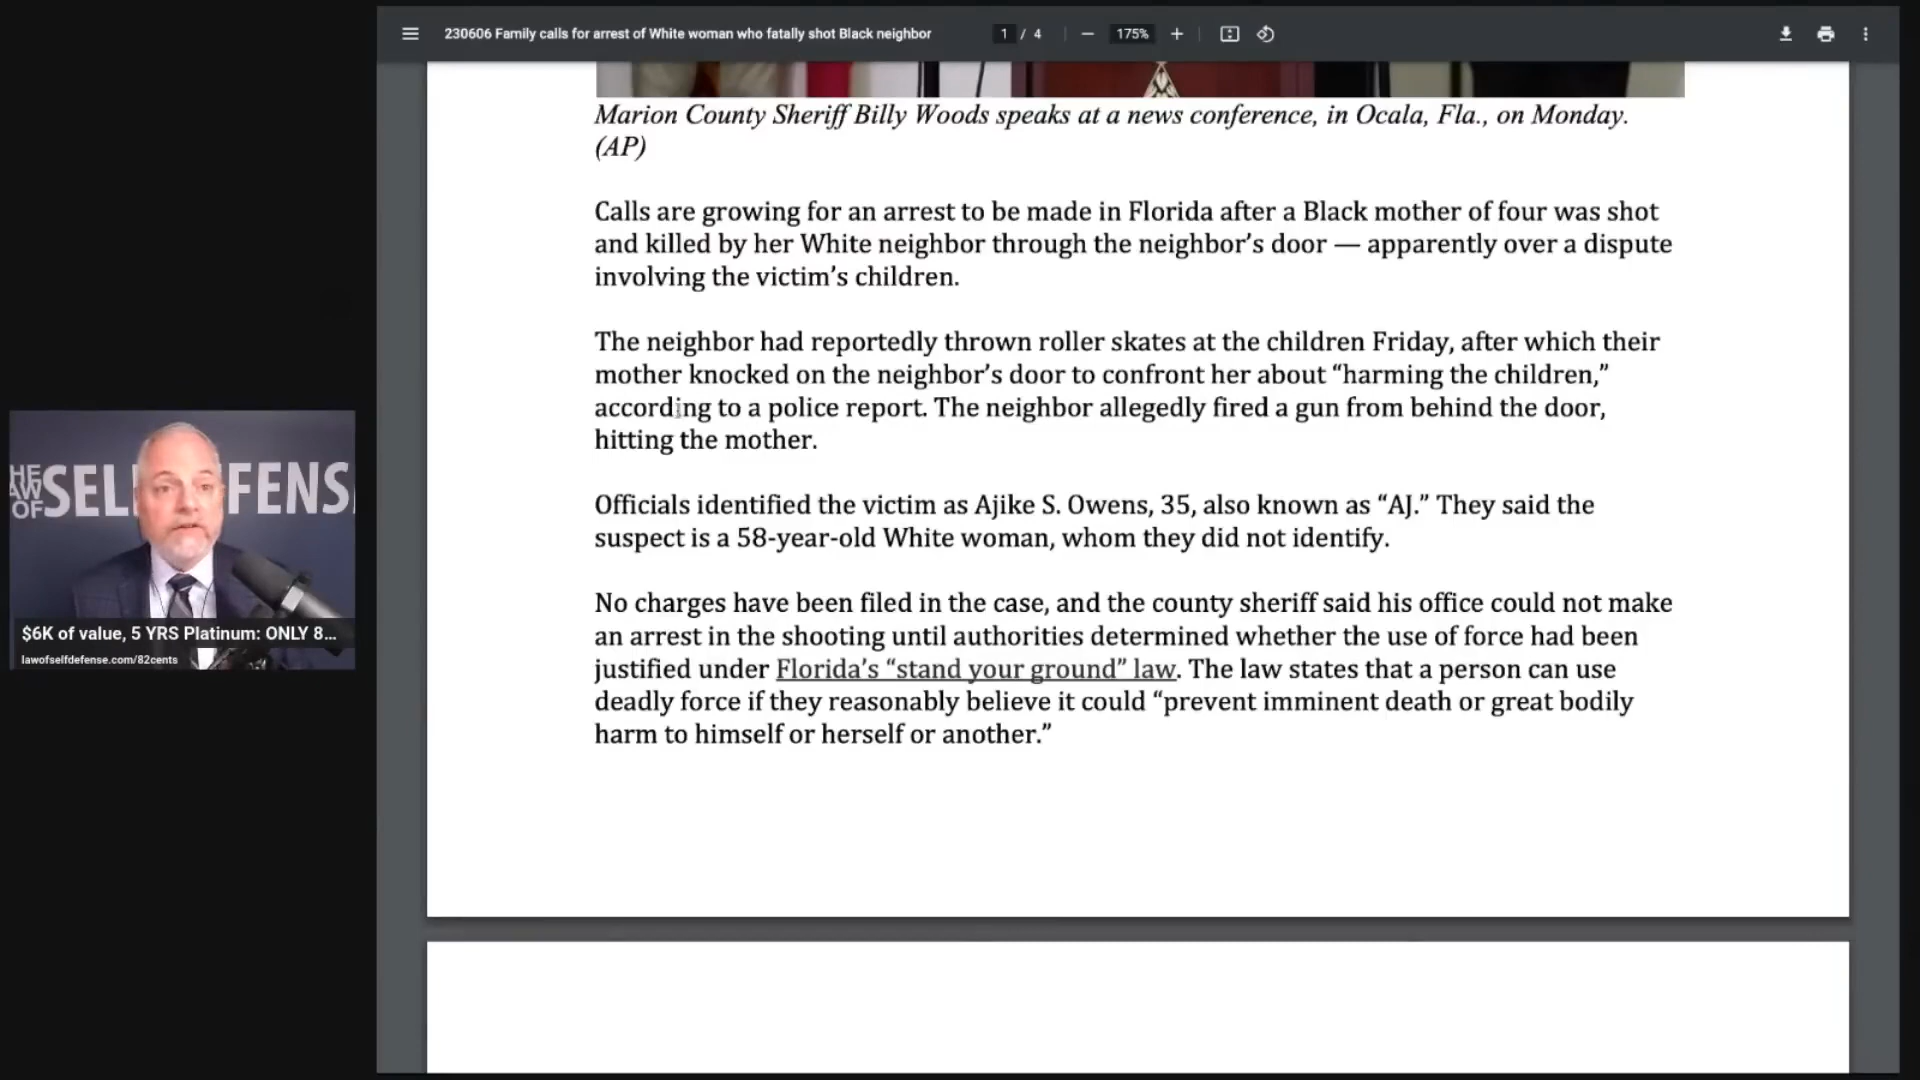 230606 Family calls for arrest of White woman who fatally shot Black neighbor
1 / 4
175%
Marion County Sheriff Billy Woods speaks at a news conference, in Ocala, Fla., on Monday.
(AP)
Calls are growing for an arrest to be made in Florida after a Black mother of four was shot
and killed by her White neighbor through the neighbor’s door — apparently over a dispute
involving the victim’s children.
The neighbor had reportedly thrown roller skates at the children Friday, after which their
mother knocked on the neighbor’s door to confront her about “harming the children,”
according to a police report. The neighbor allegedly fired a gun from behind the door,
hitting the mother.
Officials identified the victim as Ajike S. Owens, 35, also known as “AJ.” They said the
suspect is a 58-year-old White woman, whom they did not identify.
No charges have been filed in the case, and the county sheriff said his office could not make
an arrest in the shooting until authorities determined whether the use of force had been
justified under Florida’s “stand your ground” law. The law states that a person can use
deadly force if they reasonably believe it could “prevent imminent death or great bodily
harm to himself or herself or another.”
HE
AW
OF
SEL FENS
$6K of value, 5 YRS Platinum: ONLY 8...
lawofselfdefense.com/82cents